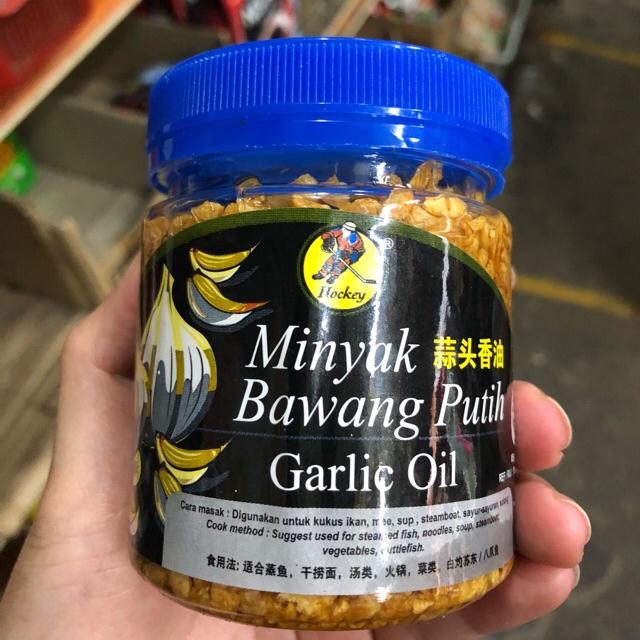 Hockey
®
Minyak 蒜头香油
Bawang Putih
Garlic Oil
Cara masak : Digunakan untuk kukus ikan, mee, sup , steamboat, sayur-sayuran,
Cook method : Suggest used for steamed fish, noodles, soup, steamboat,
vegetables, cuttlefish.
食用法: 适合蒸鱼, 干捞面, 汤类, 火锅, 菜类, 白灼苏东 / 八爪鱼